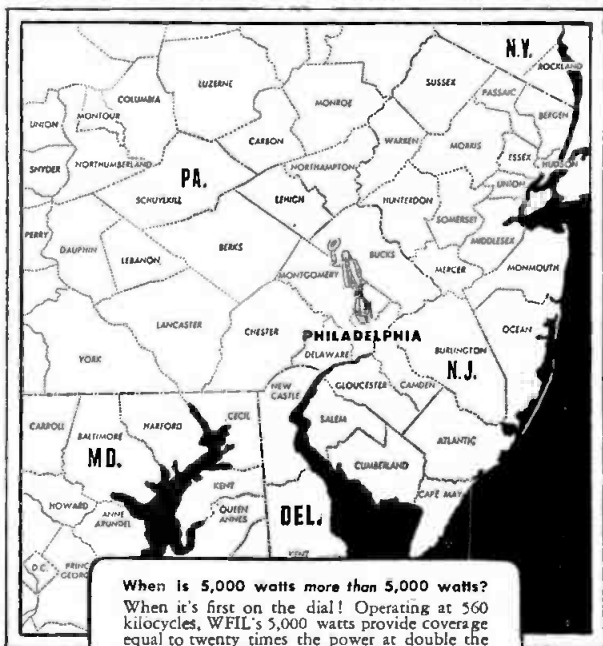 N.Y.
ROCKLAND
LUZERNE
SUSSEX
PASSAIC
COLUMBIA
MONROE
BERGEN
UNION
MONTOUR
CARBON
WARREN
MORRIS
ESSEX
HUDSON
SNYDER
NORTHUMBERLAND
NORTHAMPTON
UNION
PA.
SCHUYLKILL
LEHIGH
HUNTERDON
SOMERSET
PERRY
DAUPHIN
LEBANON
BERKS
BUCKS
MIDDLESEX
MONTGOMERY
MERCER
MONMOUTH
LANCASTER
CHESTER
PHILADELPHIA
OCEAN
YORK
DELAWARE
BURLINGTON
N.J.
NEW CASTLE
GLOUCESTER
CAMDEN
CARROLL
BALTIMORE
HARFORD
CECIL
SALEM
ATLANTIC
MD.
CUMBERLAND
KENT
CAPE MAY
HOWARD
ANNE ARUNDEL
QUEEN ANNES
DEL.
D.C.
KENT
When is 5,000 watts more than 5,000 watts?
When it's first on the dial! Operating at 560
kilocycles, WFIL's 5,000 watts provide coverage
equal to twenty times the power at double the